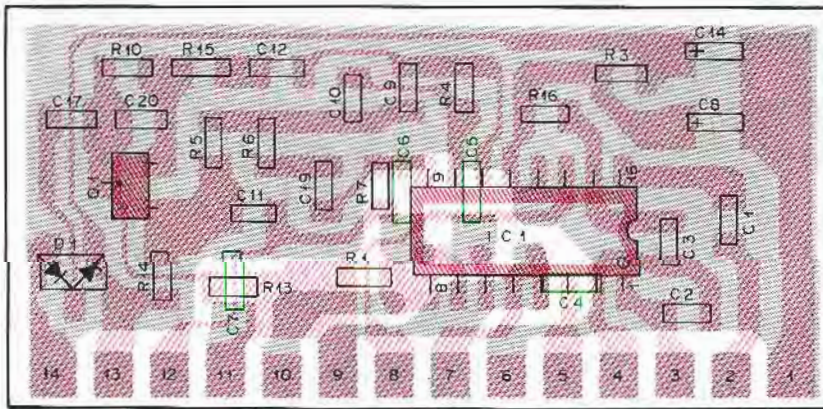 R10 R15 C12 C14
R3
C17 C20 C10 C9 R4 R16 C8
R5 R6 C19 R7 C6 C5
9 16
D1
C11 IC1 C3 C1
D1 R14 R13 R1
C7 8 C4 1 C2
14 13 12 11 10 9 8 7 6 5 4 3 2 1